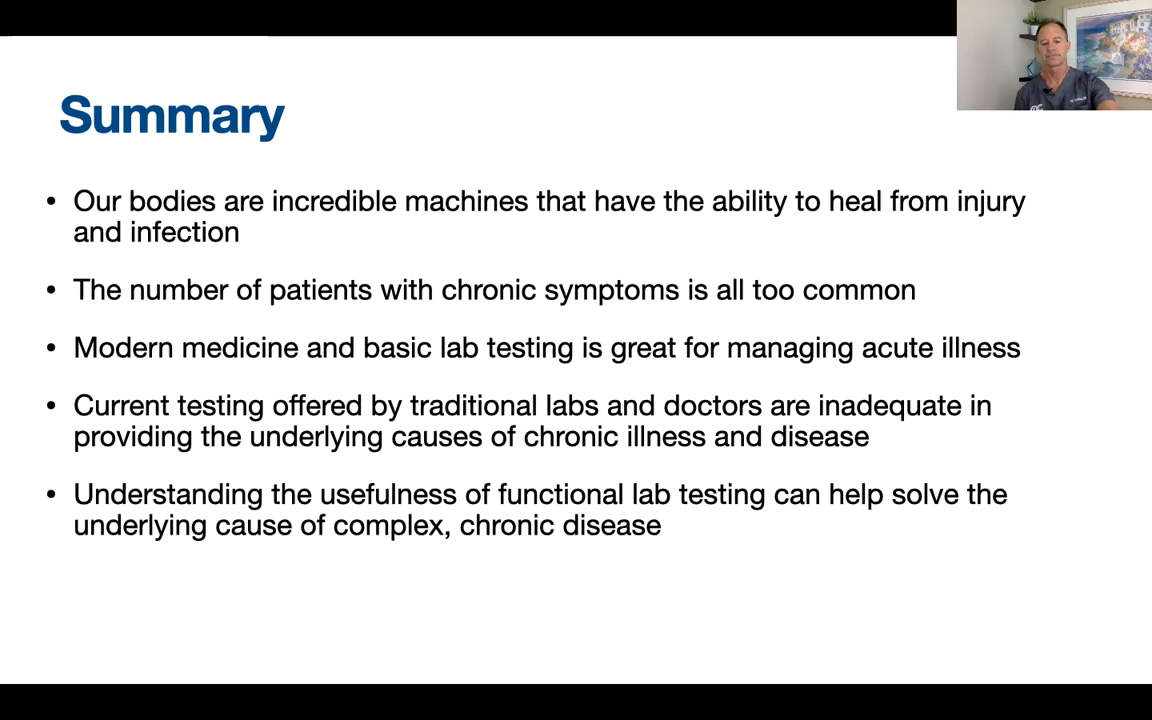 Summary
• Our bodies are incredible machines that have the ability to heal from injury
and infection
• The number of patients with chronic symptoms is all too common
• Modern medicine and basic lab testing is great for managing acute illness
• Current testing offered by traditional labs and doctors are inadequate in
providing the underlying causes of chronic illness and disease
• Understanding the usefulness of functional lab testing can help solve the
underlying cause of complex, chronic disease